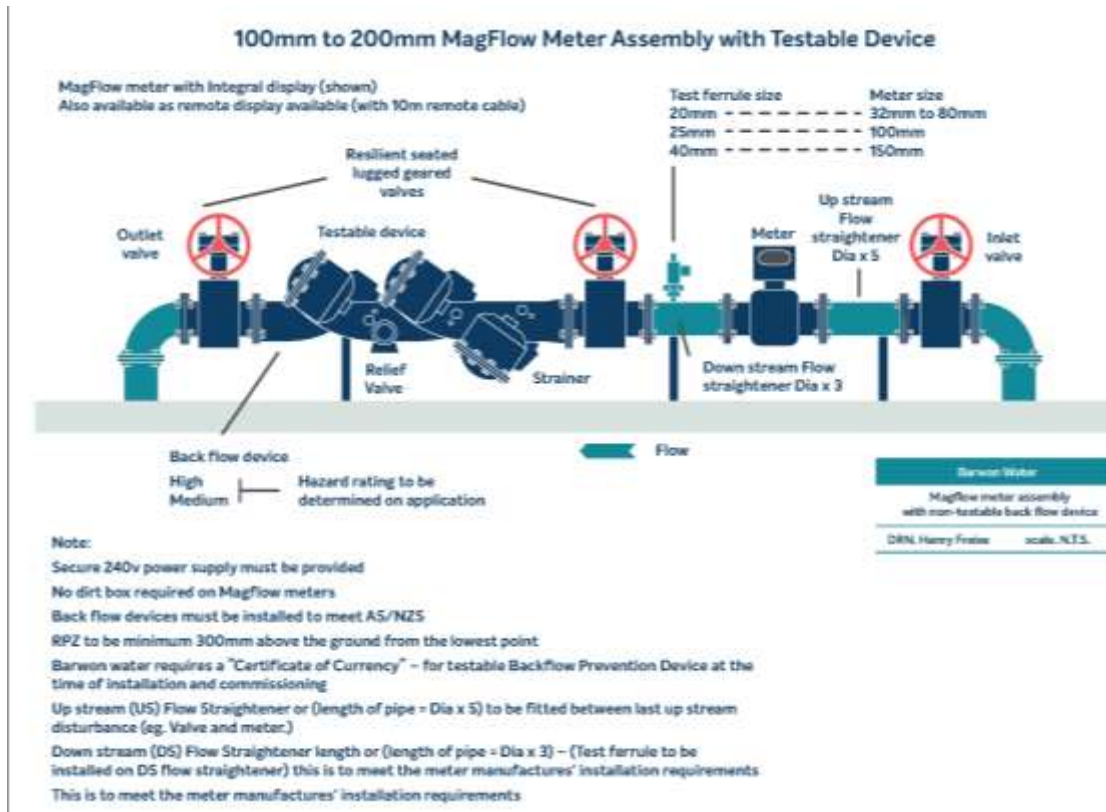 100mm to 200mm MagFlow Meter Assembly with Testable Device
MagFlow meter with Integral display (shown)
Also available as remote display available (with 10m remote cable)
Test ferrule size Meter size
20mm 32mm to 80mm
25mm 100mm
40mm 150mm
Resilient seated
lugged geared
valves
Outlet
valve
Testable device
Meter
Up stream
Flow
straightener
Dia x 5
Inlet
valve
Relief
Valve
Strainer
Down stream Flow
straightener Dia x 3
Back flow device
High
Medium
Hazard rating to be
determined on application
Flow
Barwon Water
Magflow meter assembly
with non-testable back flow device
DRN. Henry Freise scale. N.T.S.
Note:
Secure 240v power supply must be provided
No dirt box required on Magflow meters
Back flow devices must be installed to meet AS/NZS
RPZ to be minimum 300mm above the ground from the lowest point
Barwon water requires a "Certificate of Currency" – for testable Backflow Prevention Device at the
time of installation and commissioning
Up stream (US) Flow Straightener or (length of pipe = Dia x 5) to be fitted between last up stream
disturbance (eg. Valve and meter.)
Down stream (DS) Flow Straightener length or (length of pipe = Dia x 3) – (Test ferrule to be
installed on DS flow straightener) this is to meet the meter manufactures' installation requirements
This is to meet the meter manufactures' installation requirements